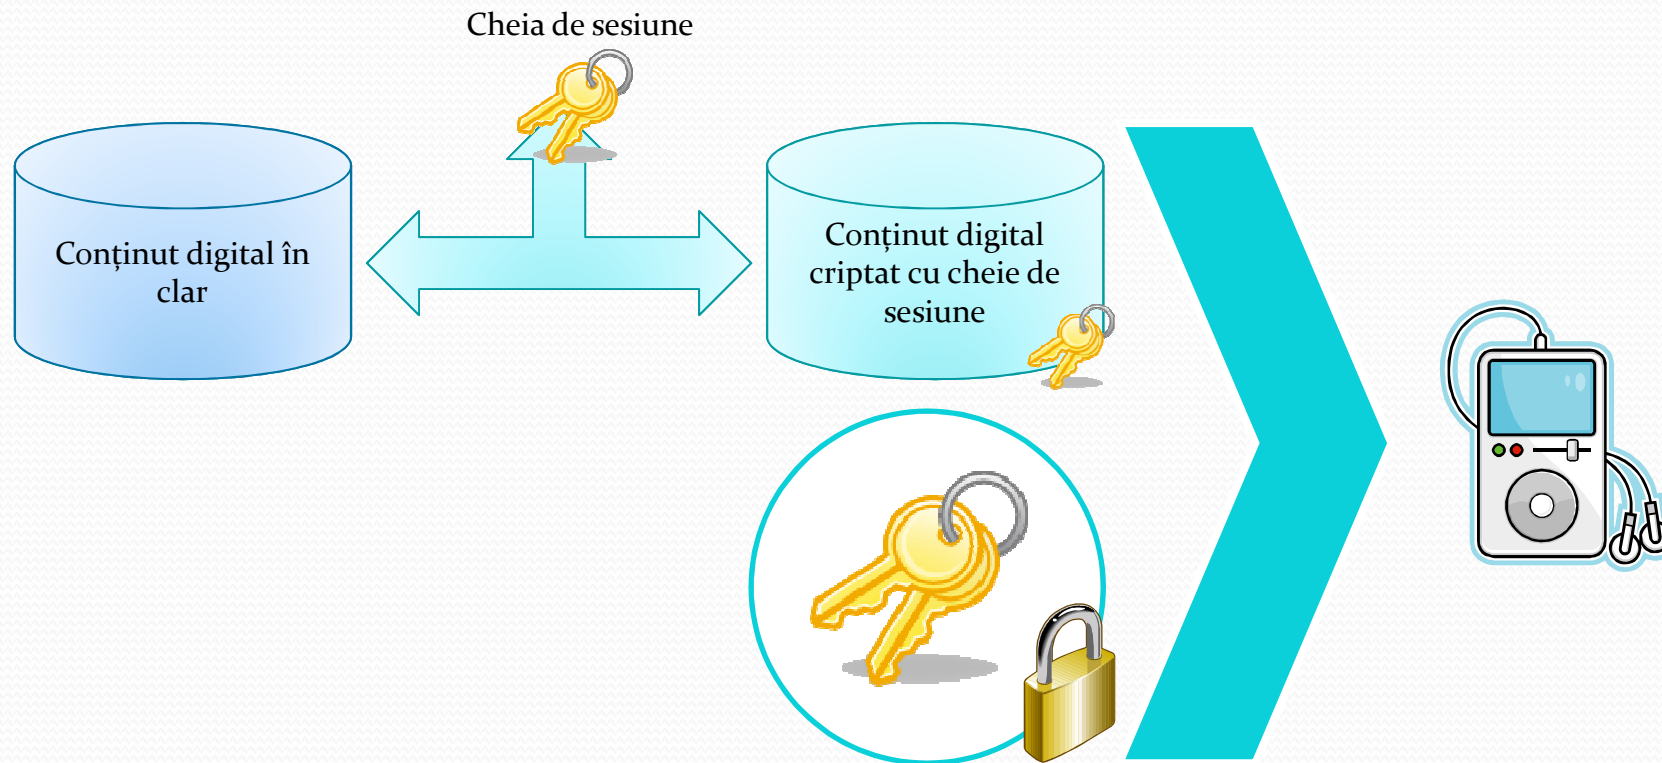 Cheia de sesiune
Conținut digital în
clar
Conținut digital
criptat cu cheie de
sesiune